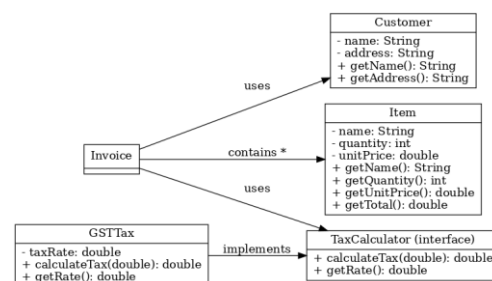 Customer
- name: String
- address: String
+ getName(): String
+ getAddress(): String
uses
Item
- name: String
- quantity: int
- unitPrice: double
+ getName(): String
+ getQuantity(): int
+ getUnitPrice(): double
+ getTotal(): double
Invoice
contains *
uses
GSTTax
- taxRate: double
+ calculateTax(double): double
+ getRate(): double
implements
TaxCalculator (interface)
+ calculateTax(double): double
+ getRate(): double